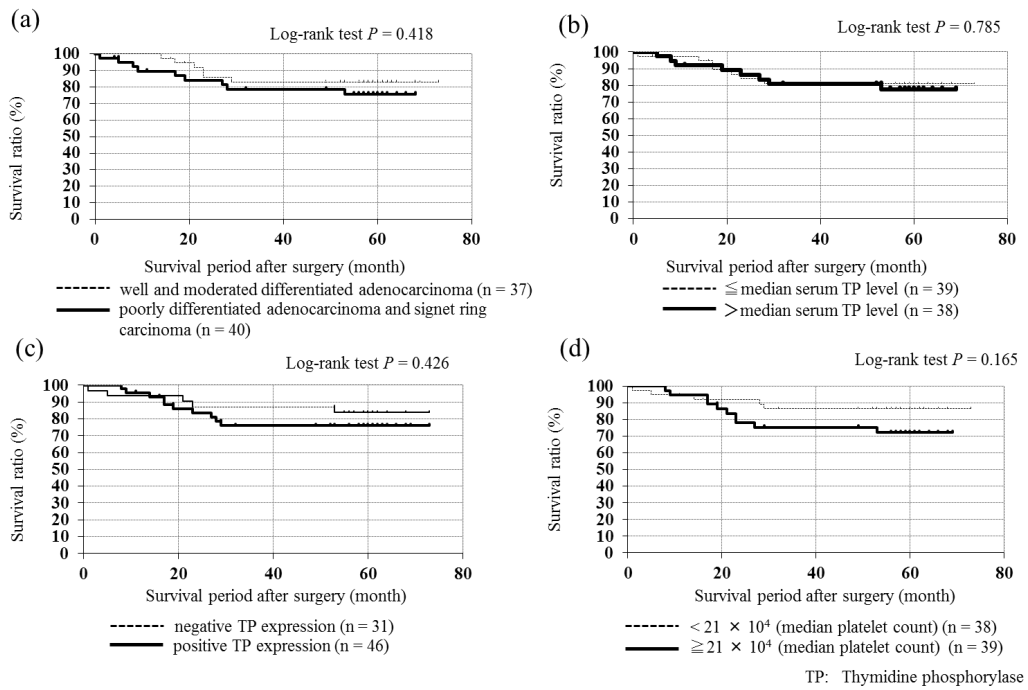 (a)
Log-rank test P = 0.418
Survival ratio (%)
100
90
80
70
60
50
40
30
20
10
0
0 20 40 60 80
Survival period after surgery (month)
well and moderated differentiated adenocarcinoma (n = 37)
poorly differentiated adenocarcinoma and signet ring
carcinoma (n = 40)
(b)
Log-rank test P = 0.785
Survival ratio (%)
100
90
80
70
60
50
40
30
20
10
0
0 20 40 60 80
Survival period after surgery (month)
≦median serum TP level (n = 39)
>median serum TP level (n = 38)
(c)
Log-rank test P = 0.426
Survival ratio (%)
100
90
80
70
60
50
40
30
20
10
0
0 20 40 60 80
Survival period after surgery (month)
negative TP expression (n = 31)
positive TP expression (n = 46)
(d)
Log-rank test P = 0.165
Survival ratio (%)
100
90
80
70
60
50
40
30
20
10
0
0 20 40 60 80
Survival period after surgery (month)
< 21 × 10⁴ (median platelet count) (n = 38)
≧21 × 10⁴ (median platelet count) (n = 39)
TP: Thymidine phosphorylase